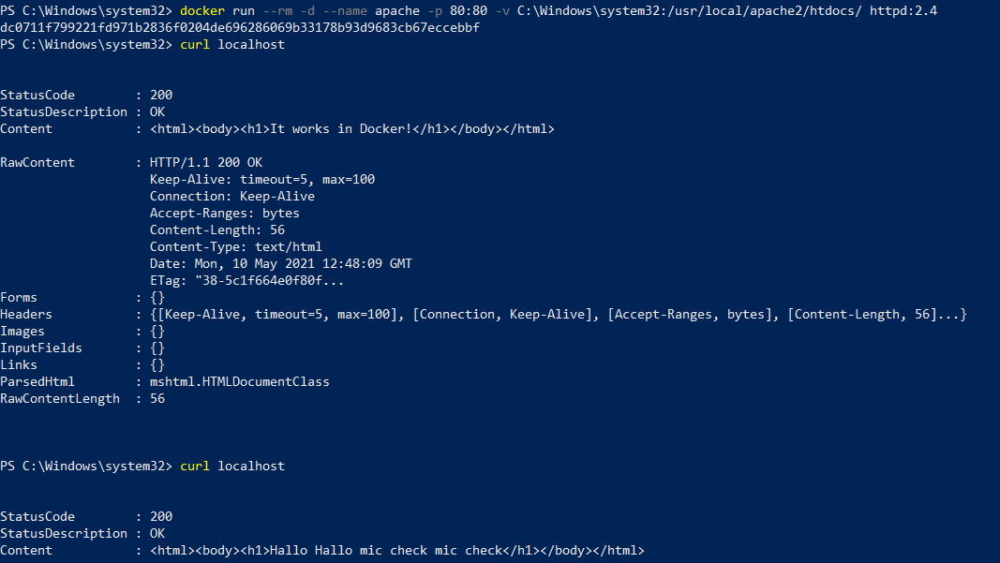 PS C:\Windows\system32> docker run --rm -d --name apache -p 80:80 -v C:\Windows\system32:/usr/local/apache2/htdocs/ httpd:2.4
dc0711f799221fd971b2836f0204de696286069b33178b93d9683cb67eccebbf
PS C:\Windows\system32> curl localhost
StatusCode        : 200
StatusDescription : OK
Content           : <html><body><h1>It works in Docker!</h1></body></html>
RawContent        : HTTP/1.1 200 OK
                    Keep-Alive: timeout=5, max=100
                    Connection: Keep-Alive
                    Accept-Ranges: bytes
                    Content-Length: 56
                    Content-Type: text/html
                    Date: Mon, 10 May 2021 12:48:09 GMT
                    ETag: "38-5c1f664e0f80f...
Forms             : {}
Headers           : {[Keep-Alive, timeout=5, max=100], [Connection, Keep-Alive], [Accept-Ranges, bytes], [Content-Length, 56]...}
Images            : {}
InputFields       : {}
Links             : {}
ParsedHtml        : mshtml.HTMLDocumentClass
RawContentLength  : 56
PS C:\Windows\system32> curl localhost
StatusCode        : 200
StatusDescription : OK
Content           : <html><body><h1>Hallo Hallo mic check mic check</h1></body></html>